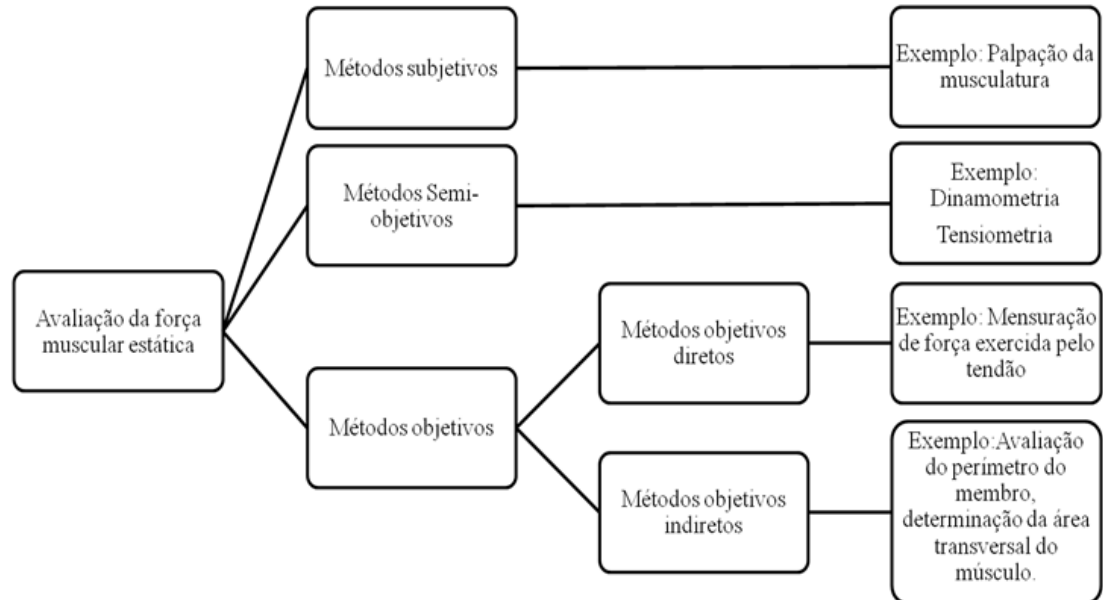 Avaliação da força
muscular estática
Métodos subjetivos
Exemplo: Palpação da
musculatura
Métodos Semi-
objetivos
Exemplo:
Dinamometria
Tensiometria
Métodos objetivos
Métodos objetivos
diretos
Exemplo: Mensuração
de força exercida pelo
tendão
Métodos objetivos
indiretos
Exemplo:Avaliação
do perímetro do
membro,
determinação da área
transversal do
músculo.